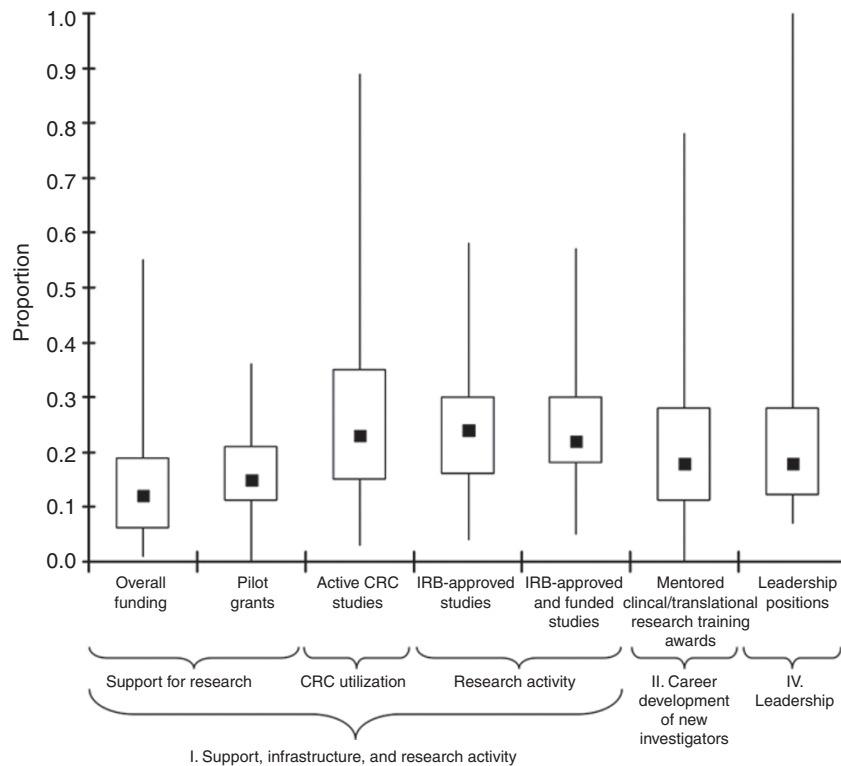 1.0
0.9
0.8
0.7
0.6
0.5
0.4
0.3
0.2
0.1
0.0
Proportion
Overall
funding
Pilot
grants
Active CRC
studies
IRB-approved
studies
IRB-approved
and funded
studies
Mentored
clincal/translational
research training
awards
Leadership
positions
Support for research
CRC utilization
Research activity
II. Career
development
of new
investigators
IV.
Leadership
I. Support, infrastructure, and research activity